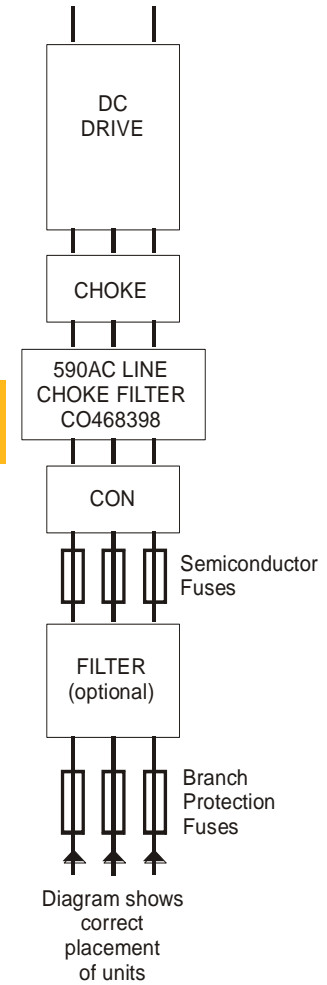 DC
DRIVE
CHOKE
590AC LINE
CHOKE FILTER
CO468398
CON
Semiconductor
Fuses
FILTER
(optional)
Branch
Protection
Fuses
Diagram shows
correct
placement
of units